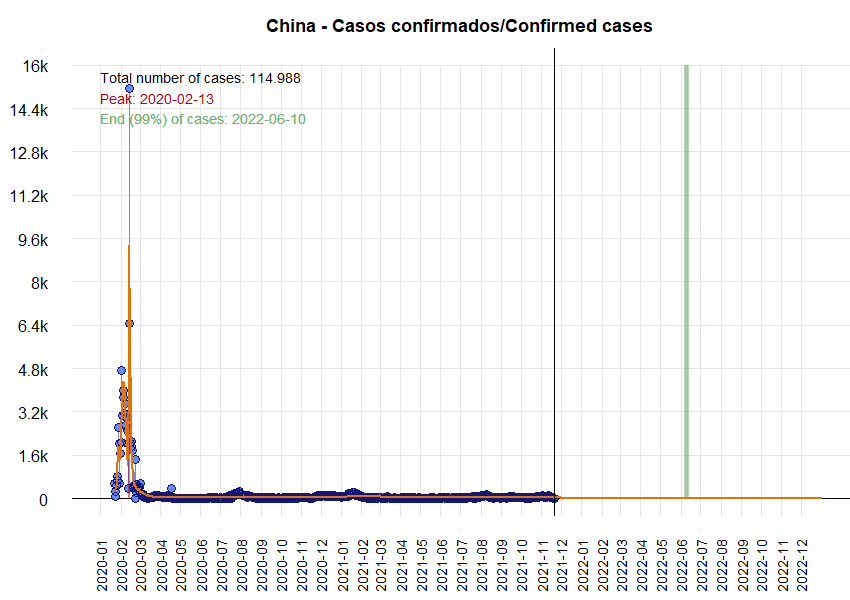 China - Casos confirmados/Confirmed cases
16k
Total number of cases: 114.988
Peak: 2020-02-13
14.4k
End (99%) of cases: 2022-06-10
12.8k
11.2k
9.6k
8k
6.4k
4.8k
3.2k
1.6k
0
2020-01
2020-02
2020-03
2020-04
2020-05
2020-06
2020-07
2020-08
2020-09
2020-10
2020-11
2020-12
2021-01
2021-02
2021-03
2021-04
2021-05
2021-06
2021-07
2021-08
2021-09
2021-10
2021-11
2021-12
2022-01
2022-02
2022-03
2022-04
2022-05
2022-06
2022-07
2022-08
2022-09
2022-10
2022-11
2022-12